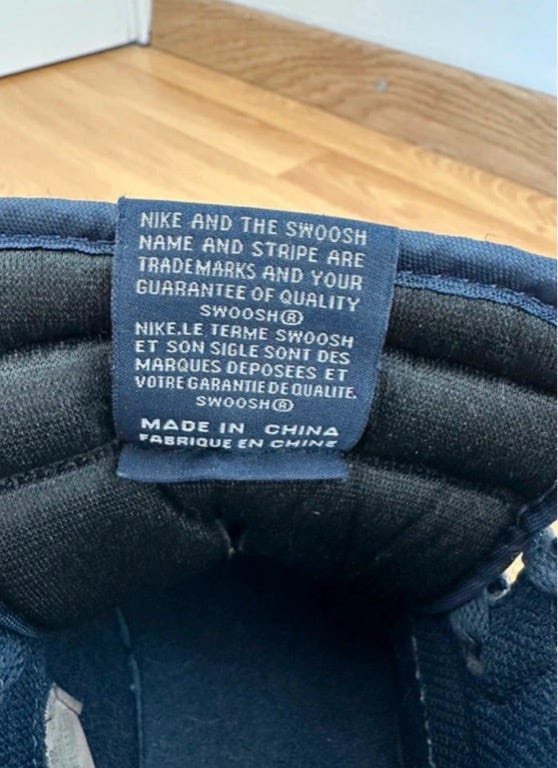 NIKE AND THE SWOOSH
NAME AND STRIPE ARE
TRADEMARKS AND YOUR
GUARANTEE OF QUALITY
SWOOSH®
NIKE.LE TERME SWOOSH
ET SON SIGLE SONT DES
MARQUES DEPOSEES ET
VOTRE GARANTIE DE QUALITE.
SWOOSH®
MADE IN CHINA
FABRIQUE EN CHINE